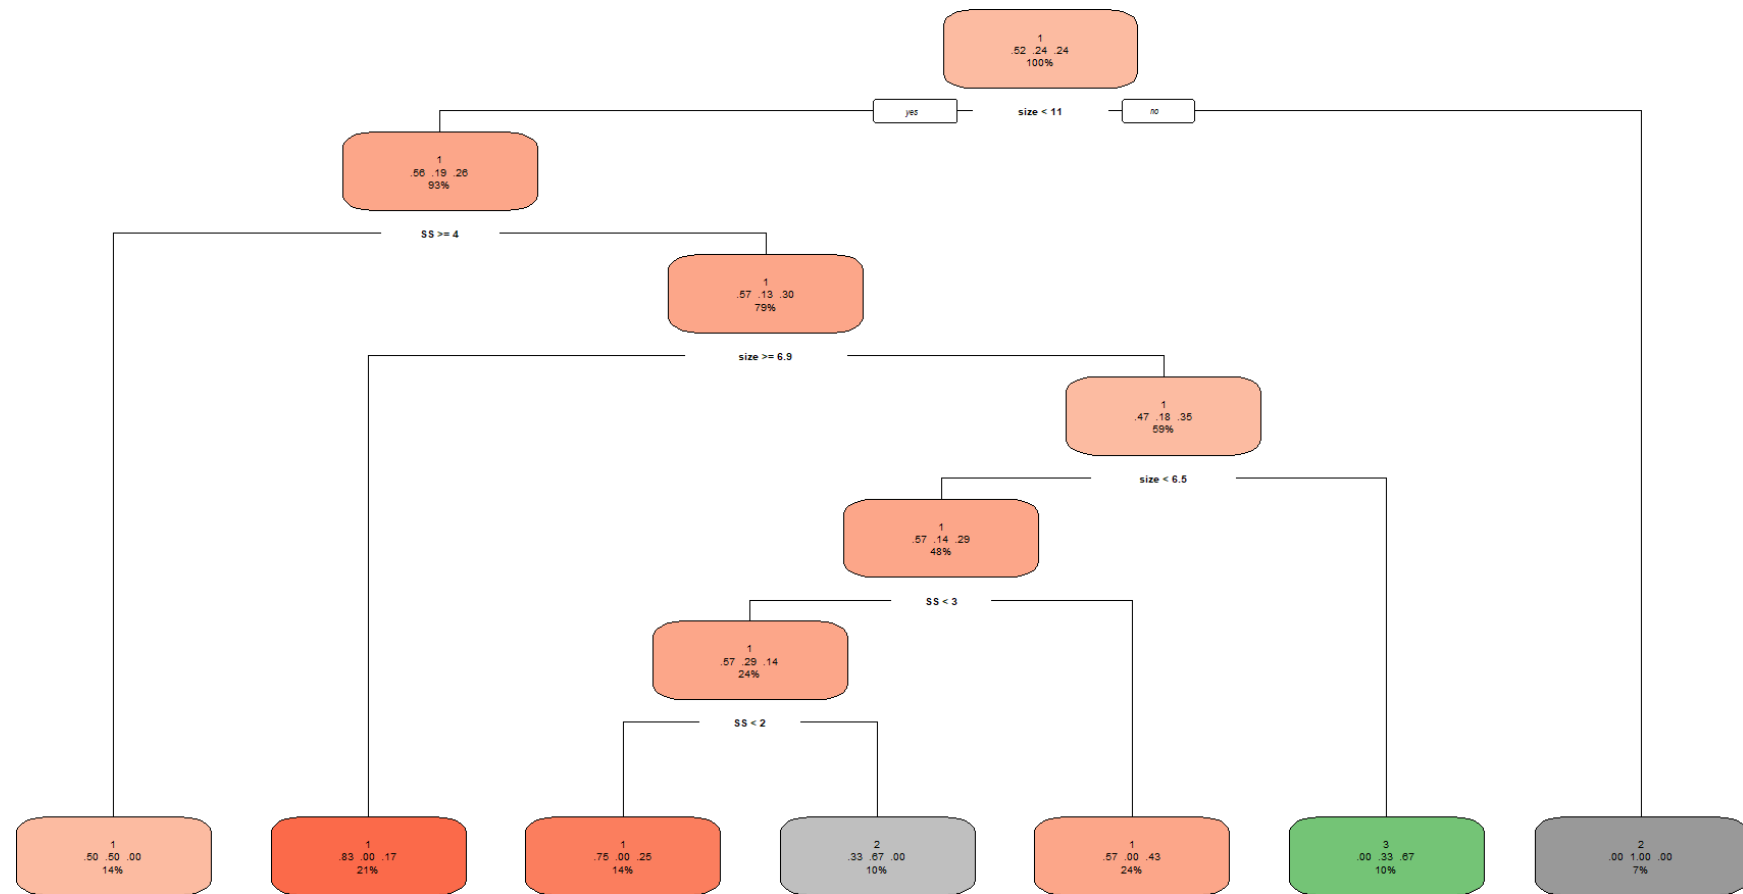 1
.52 .24 .24
100%
yes
size < 11
no
1
.56 .19 .26
93%
SS >= 4
1
.57 .13 .30
79%
size >= 6.9
1
.47 .18 .35
59%
size < 6.5
1
.57 .14 .29
48%
SS < 3
1
.57 .29 .14
24%
SS < 2
1
.50 .50 .00
14%
1
.83 .00 .17
21%
1
.75 .00 .25
14%
2
.33 .67 .00
10%
1
.57 .00 .43
24%
3
.00 .33 .67
10%
2
.00 1.00 .00
7%